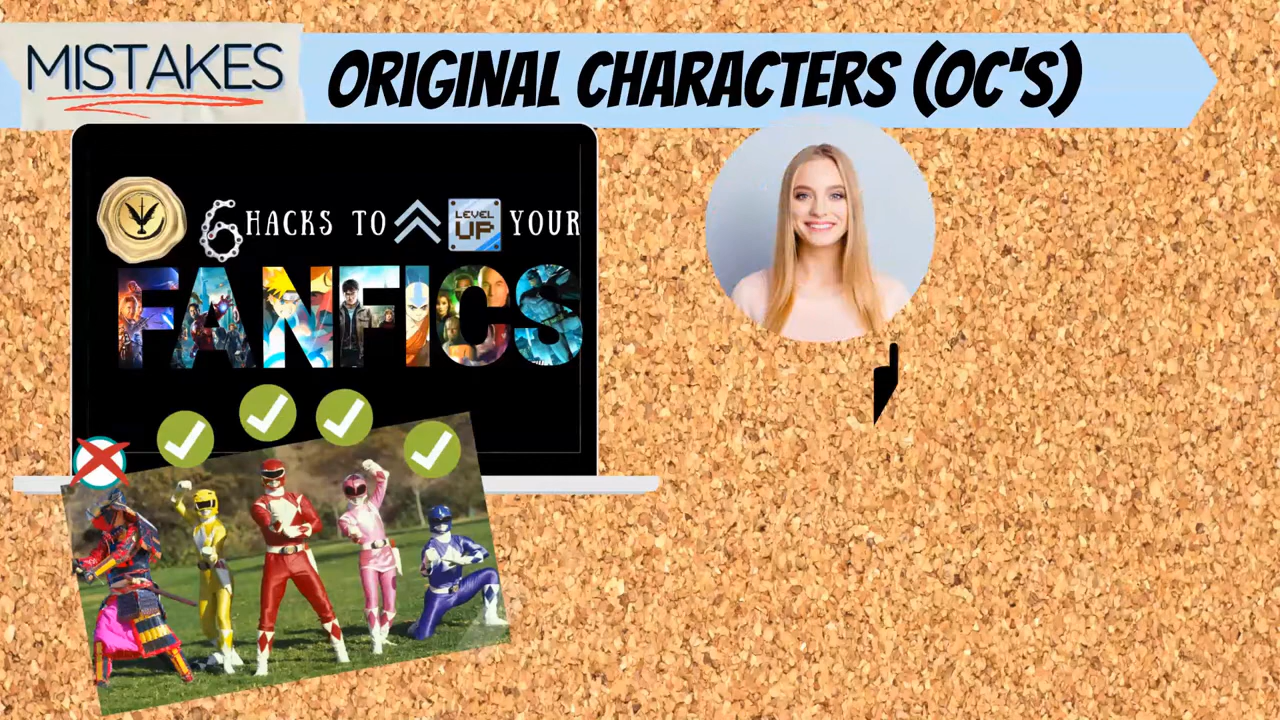 MISTAKES
ORIGINAL CHARACTERS (OC'S)
6 HACKS TO LEVEL UP YOUR
FANFICS